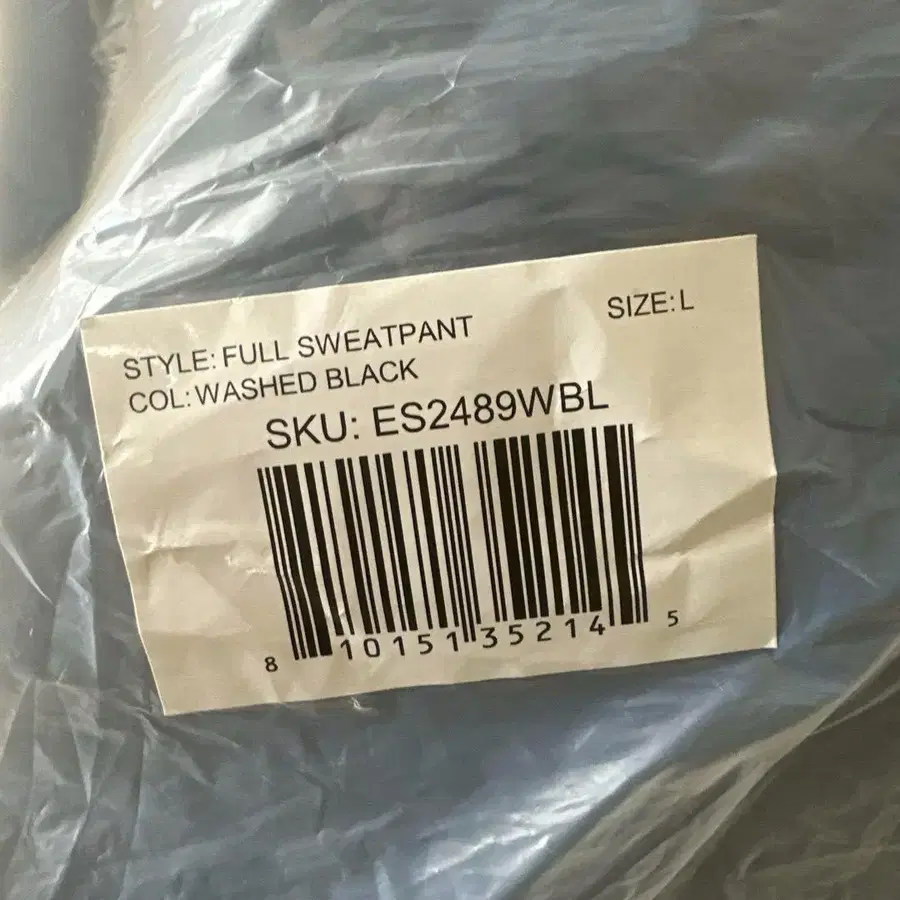 SIZE:L
STYLE: FULL SWEATPANT
COL: WASHED BLACK
SKU: ES2489WBL
8 10151 35214 5